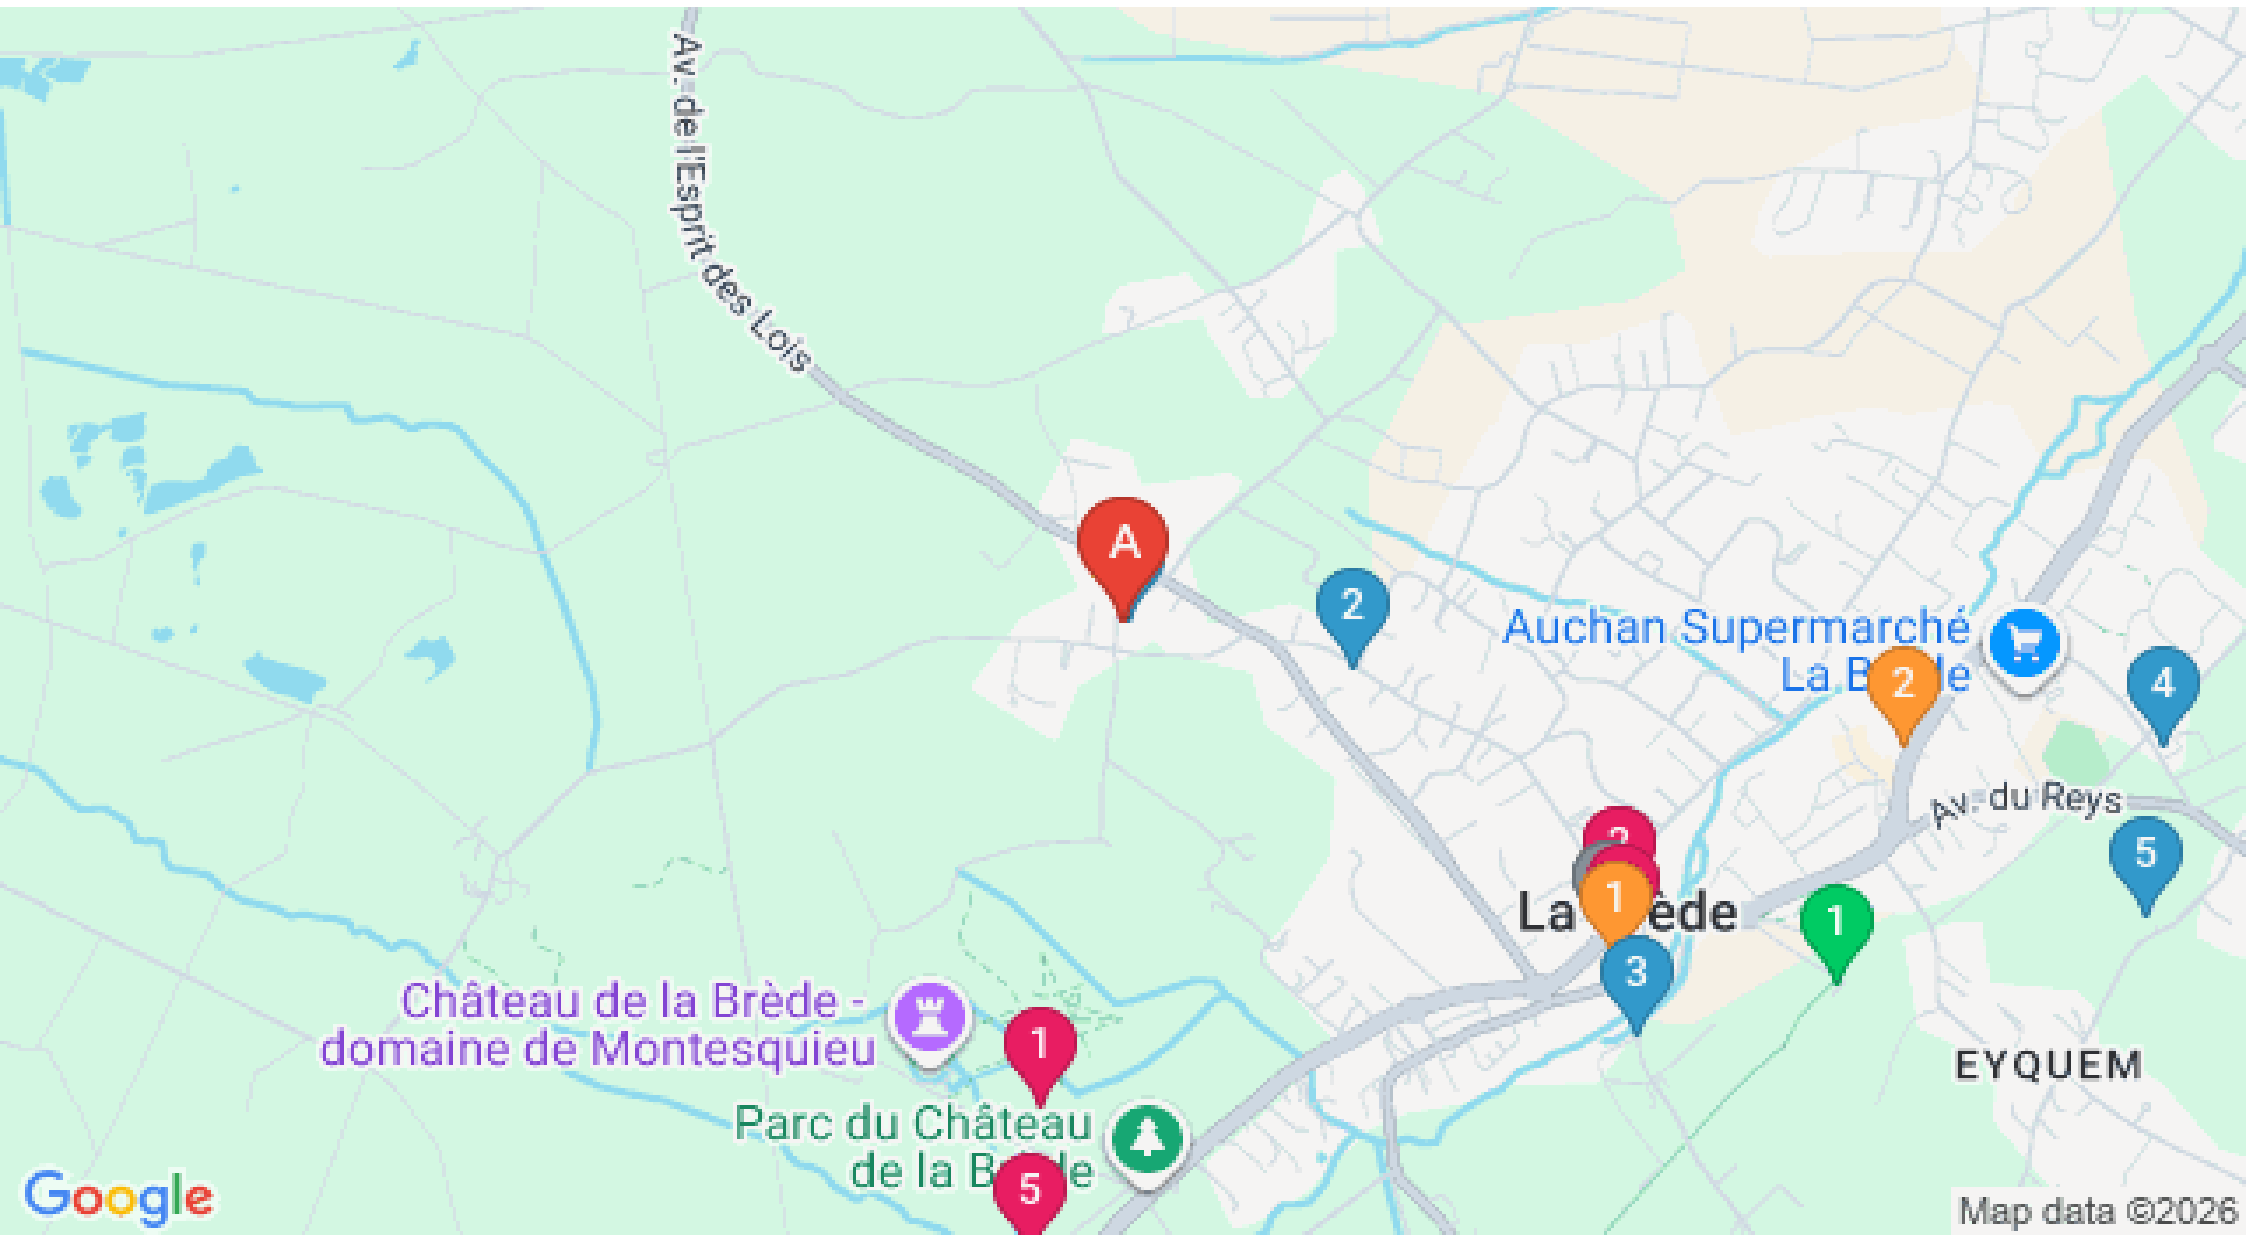 Av. de l'Esprit des Lois
A
2
Auchan Supermarché
La B le
2
4
Av. du Reys
5
2
1
La ède
1
3
Château de la Brède -
domaine de Montesquieu
1
EYQUEM
Parc du Château
de la B e
5
Google
Map data ©2026